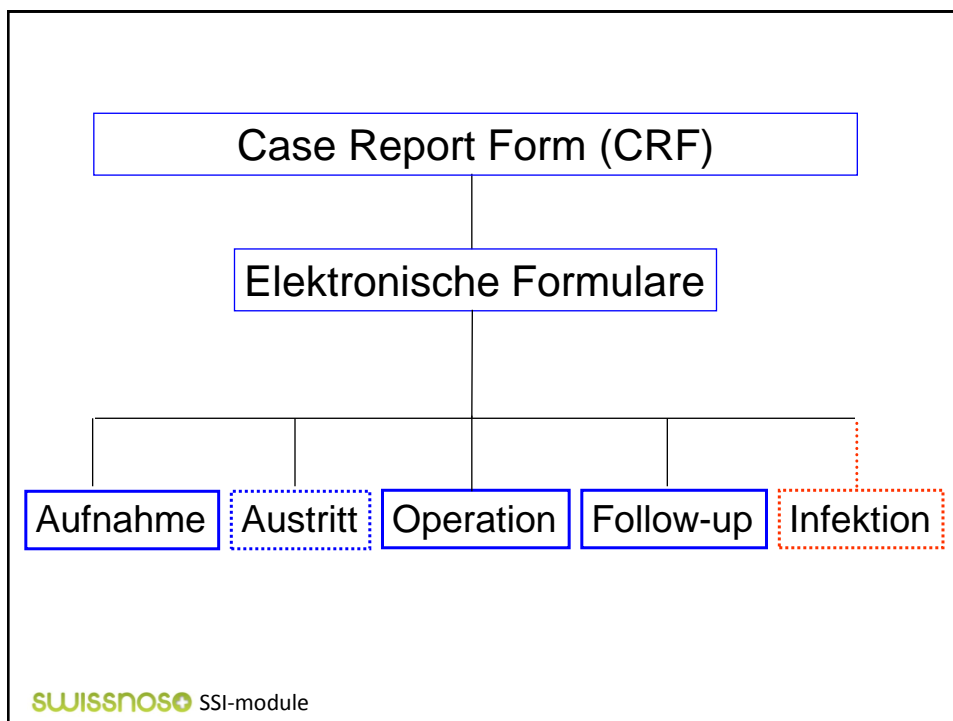 Case Report Form (CRF)
Elektronische Formulare
Aufnahme Austritt Operation Follow-up Infektion
swissnoso SSI-module